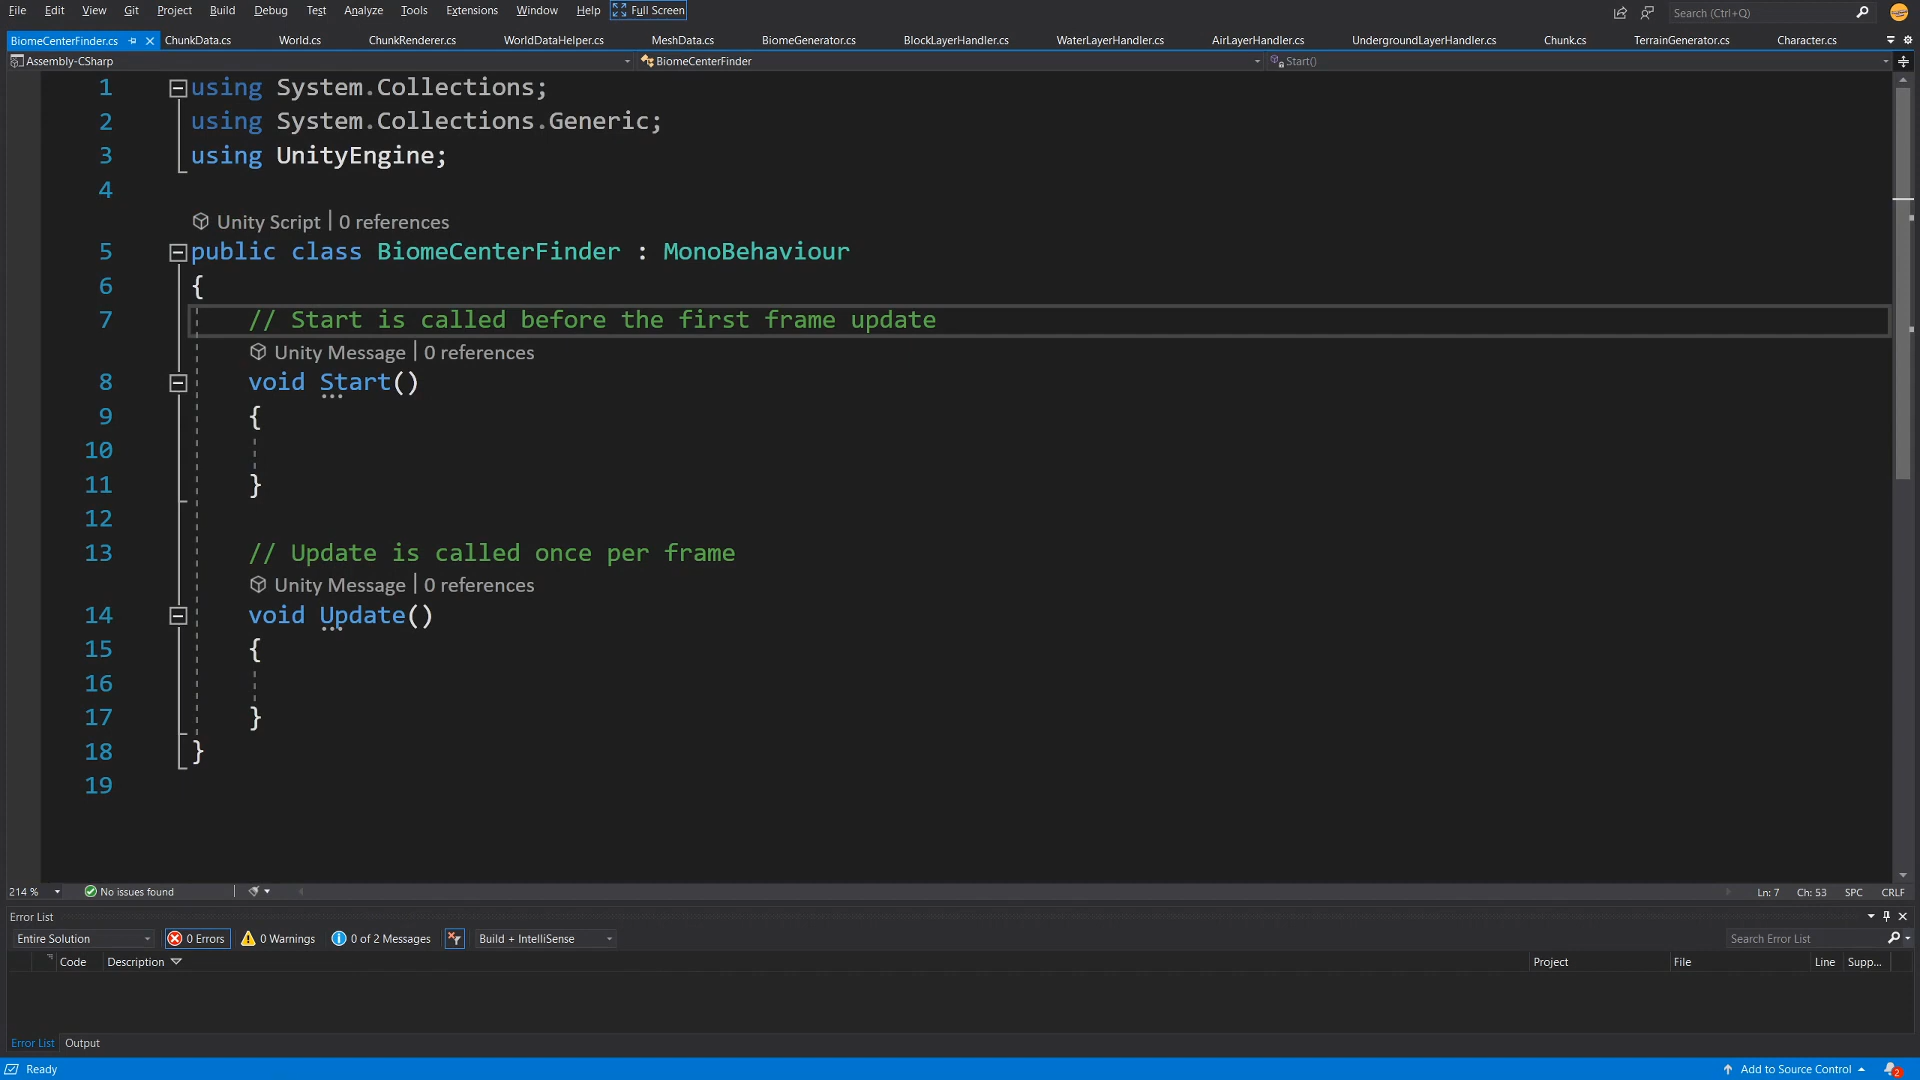 File Edit View Git Project Build Debug Test Analyze Tools Extensions Window Help Full Screen Search (Ctrl+Q)
BiomeCenterFinder.cs ChunkData.cs World.cs ChunkRenderer.cs WorldDataHelper.cs MeshData.cs BiomeGenerator.cs BlockLayerHandler.cs WaterLayerHandler.cs AirLayerHandler.cs UndergroundLayerHandler.cs Chunk.cs TerrainGenerator.cs Character.cs
Assembly-CSharp BiomeCenterFinder Start()
1 using System.Collections;
2 using System.Collections.Generic;
3 using UnityEngine;
4
Unity Script | 0 references
5 public class BiomeCenterFinder : MonoBehaviour
6 {
7 // Start is called before the first frame update
Unity Message | 0 references
8 void Start()
9 {
10
11 }
12
13 // Update is called once per frame
Unity Message | 0 references
14 void Update()
15 {
16
17 }
18 }
19
214 % No issues found Ln: 7 Ch: 53 SPC CRLF
Error List
Entire Solution 0 Errors 0 Warnings 0 of 2 Messages Build + IntelliSense Search Error List
Code Description Project File Line Supp...
Error List Output
Ready Add to Source Control 2